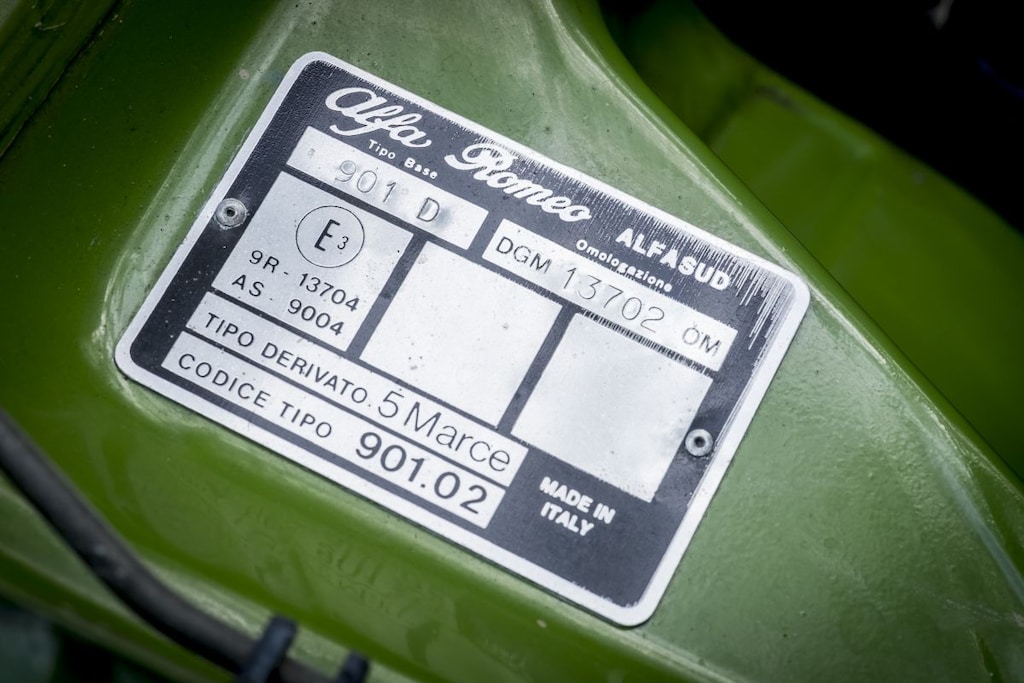 Alfa Romeo ALFASUD
Tipo Base Omologazione
901 D DGM 13702 OM
E3
9R - 13704
AS - 9004
TIPO DERIVATO. 5 Marce
CODICE TIPO 901.02
MADE IN
ITALY